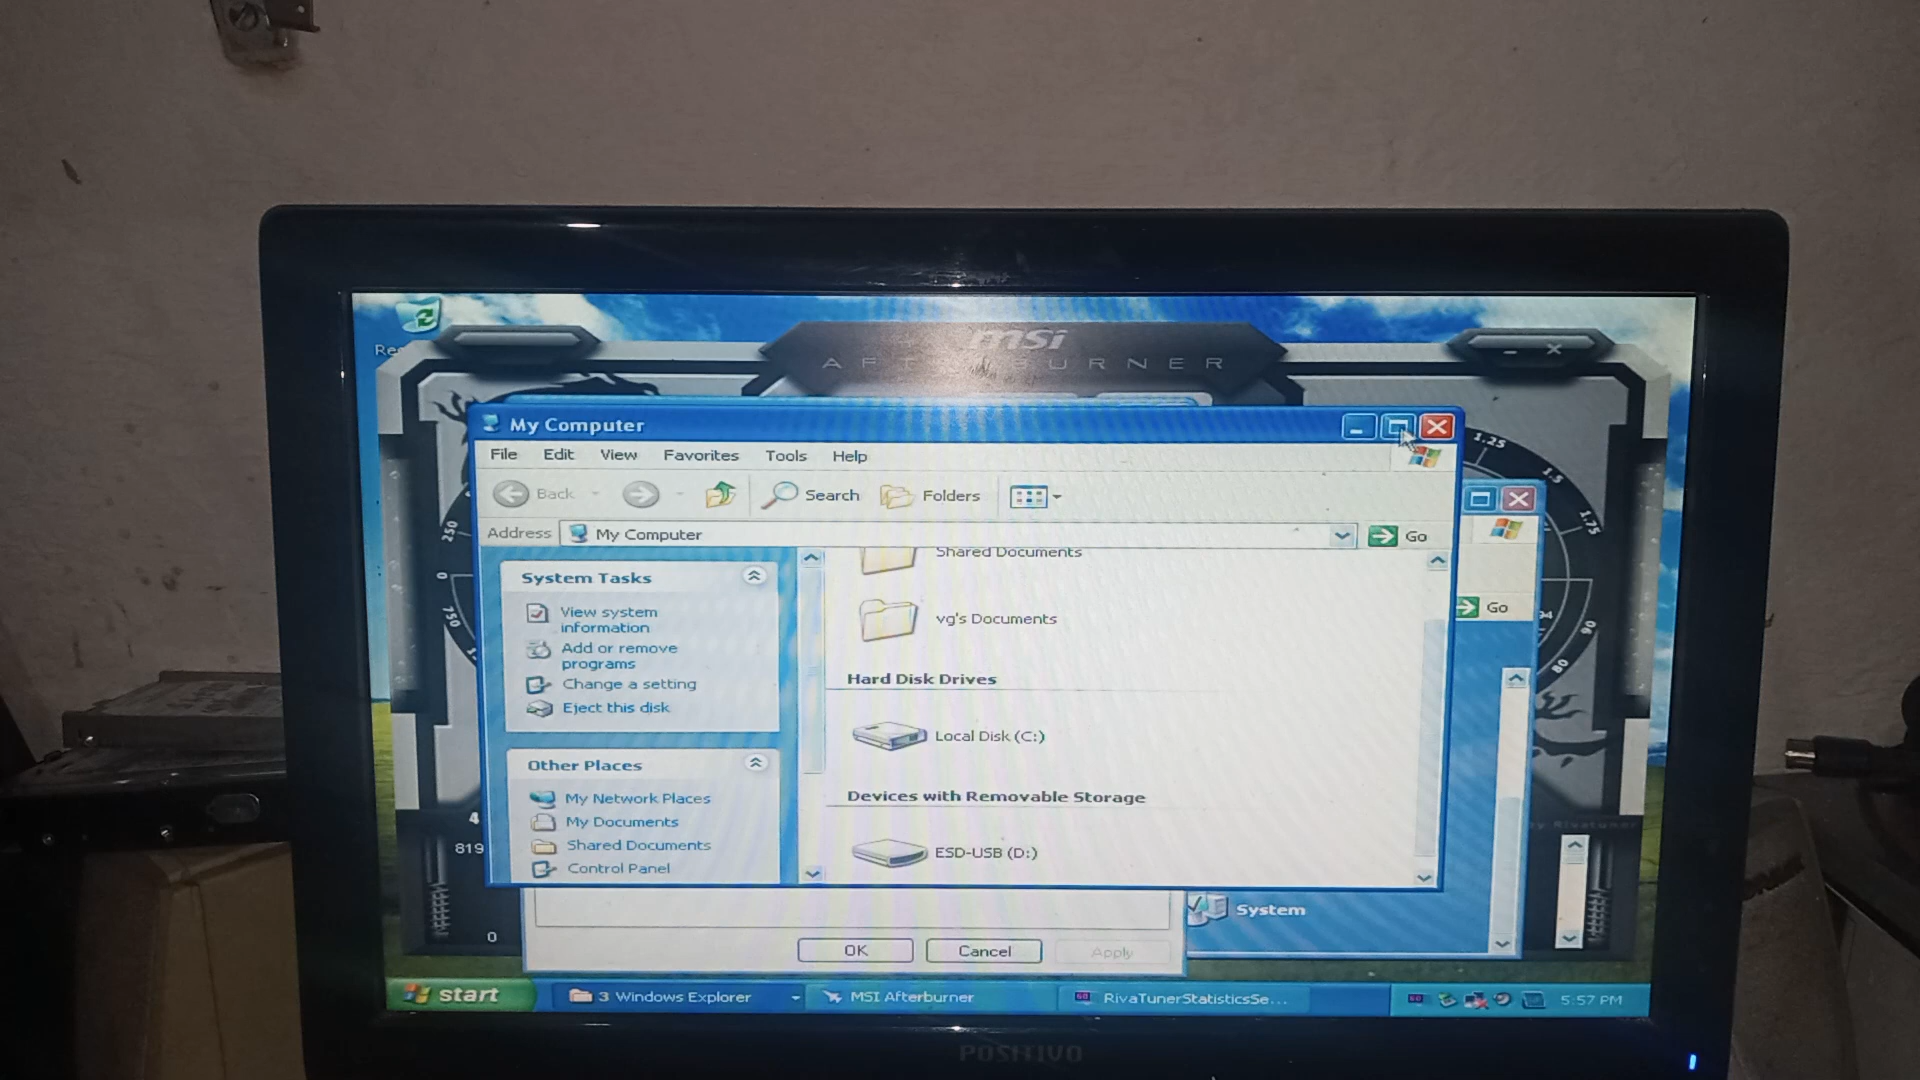 msi
My Computer
File Edit View Favorites Tools Help
Back Search Folders
Address My Computer Go
1.25
1.5
1.75
250
0
750
90
80
Go
System Tasks
View system
information
Add or remove
programs
Change a setting
Eject this disk
Other Places
My Network Places
My Documents
Shared Documents
Control Panel
Shared Documents
vg's Documents
Hard Disk Drives
Local Disk (C:)
Devices with Removable Storage
ESD-USB (D:)
4
819
0
System
OK Cancel Apply
start 3 Windows Explorer MSI Afterburner RivaTunerStatisticsSe... 5:57 PM
POSITIVO